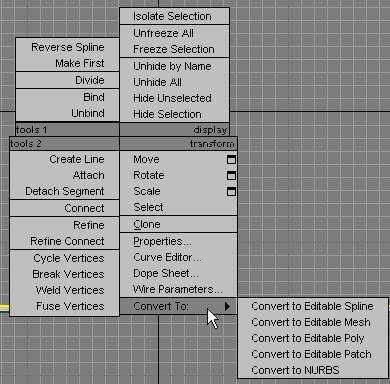 Isolate Selection
Unfreeze All
Freeze Selection
Unhide by Name
Unhide All
Hide Unselected
Hide Selection
display
Reverse Spline
Make First
Divide
Bind
Unbind
tools 1
tools 2
Create Line
Attach
Detach Segment
Connect
Refine
Refine Connect
Cycle Vertices
Break Vertices
Weld Vertices
Fuse Vertices
transform
Move
Rotate
Scale
Select
Clone
Properties...
Curve Editor...
Dope Sheet...
Wire Parameters...
Convert To:
Convert to Editable Spline
Convert to Editable Mesh
Convert to Editable Poly
Convert to Editable Patch
Convert to NURBS